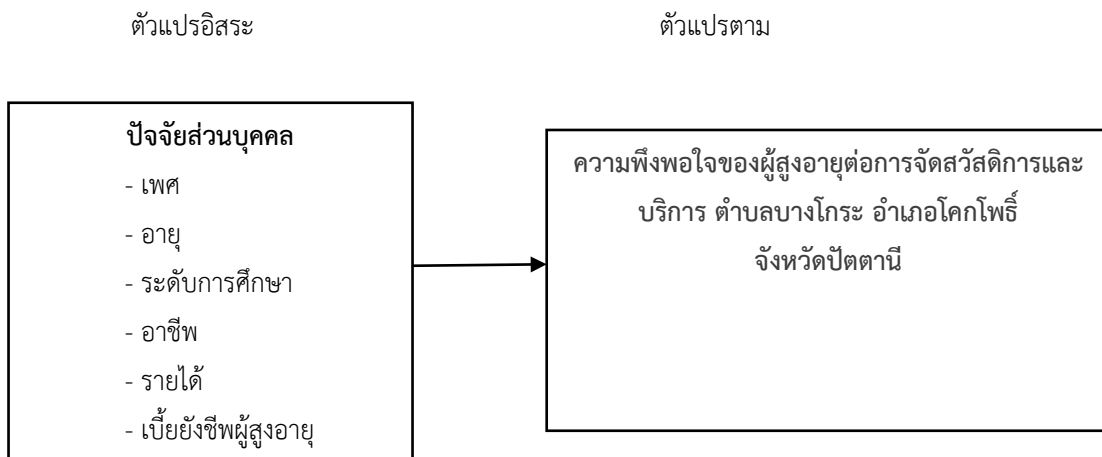 ตัวแปรอิสระ
ตัวแปรตาม
ปัจจัยส่วนบุคคล
- เพศ
- อายุ
- ระดับการศึกษา
- อาชีพ
- รายได้
- เบี้ยยังชีพผู้สูงอายุ
ความพึงพอใจของผู้สูงอายุต่อการจัดสวัสดิการและ
บริการ ตำบลบางโกระ อำเภอโคกโพธิ์
จังหวัดปัตตานี